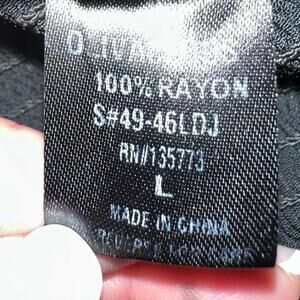 100% RAYON
S#49-46LDJ
RN#135773
L
MADE IN CHINA